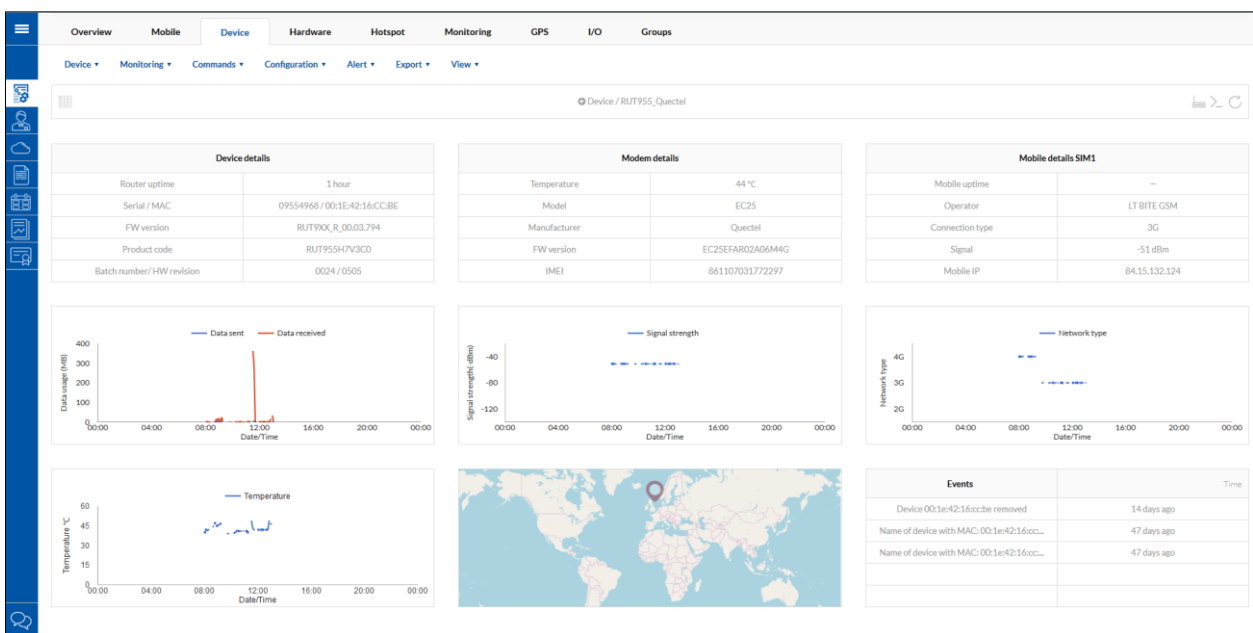 Overview Mobile Device Hardware Hotspot Monitoring GPS I/O Groups
Device Monitoring Commands Configuration Alert Export View
Device / RUT955_Quectel
Device details
Router uptime 1 hour
Serial / MAC 09554968 / 00:1E:42:16:CC:BE
FW version RUT9XX_R_00.03.794
Product code RUT955H7V3C0
Batch number/ HW revision 0024 / 0505
Modem details
Temperature 44 °C
Model EC25
Manufacturer Quectel
FW version EC25EFAR02A06M4G
IMEI 861107031772297
Mobile details SIM1
Mobile uptime --
Operator LT BITE GSM
Connection type 3G
Signal -51 dBm
Mobile IP 84.15.132.124
Data sent Data received
Data usage (MB)
400
300
200
100
0
00:00 04:00 08:00 12:00 16:00 20:00 00:00
Date/Time
Signal strength
Signal strength(-dBm)
-40
-80
-120
00:00 04:00 08:00 12:00 16:00 20:00 00:00
Date/Time
Network type
Network type
4G
3G
2G
00:00 04:00 08:00 12:00 16:00 20:00 00:00
Date/Time
Temperature
Temperature °C
60
45
30
15
0
00:00 04:00 08:00 12:00 16:00 20:00 00:00
Date/Time
Events Time
Device 00:1e:42:16:cc:be removed 14 days ago
Name of device with MAC: 00:1e:42:16:cc:... 47 days ago
Name of device with MAC: 00:1e:42:16:cc:... 47 days ago